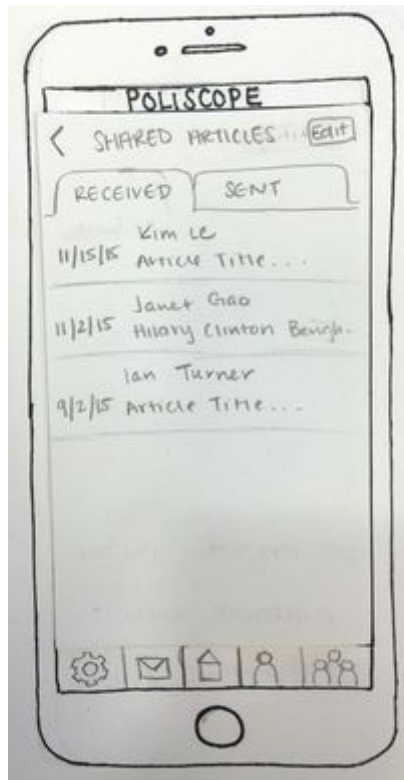 POLISCOPE
< SHARED ARTICLES Edit
RECEIVED SENT
Kim Le
11/15/15 Article Title...
Janet Gao
11/2/15 Hilary Clinton
Ian Turner
9/2/15 Article Title...